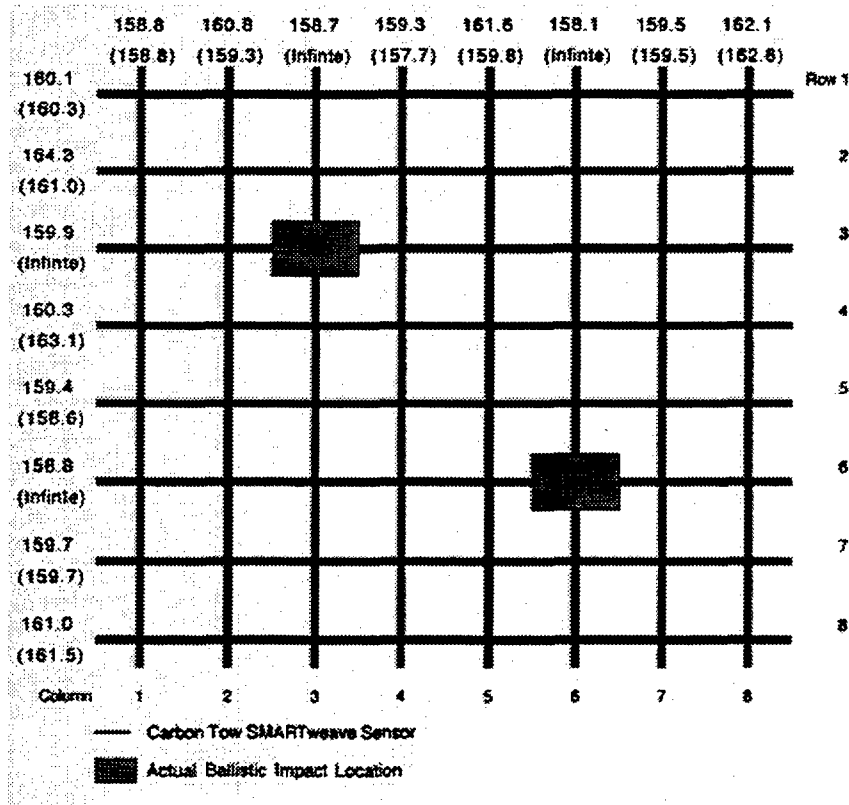 158.8 160.8 158.7 159.3 161.6 158.1 159.5 162.1
(158.8) (159.3) (Infinte) (157.7) (159.8) (Infinte) (159.5) (162.8)
160.1 Row 1
(160.3)
164.3 2
(161.0)
159.9 3
(Infinte)
160.3 4
(163.1)
159.4 5
(158.6)
158.8 6
(Infinte)
159.7 7
(159.7)
161.0 8
(161.5)
Column 1 2 3 4 5 6 7 8
Carbon Tow SMARTweave Sensor
Actual Ballistic Impact Location